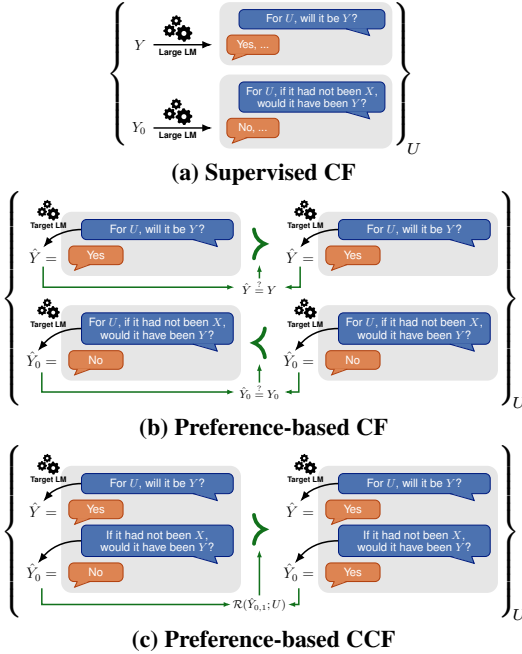 Y
Large LM
For U, will it be Y?
Yes, ...
Y₀
Large LM
For U, if it had not been X,
would it have been Y?
No, ...
U
(a) Supervised CF
Target LM
For U, will it be Y?
Ŷ =
Yes
Target LM
For U, will it be Y?
Ŷ =
Yes
Ŷ ?= Y
Target LM
For U, if it had not been X,
would it have been Y?
Ŷ₀ =
No
Target LM
For U, if it had not been X,
would it have been Y?
Ŷ₀ =
No
Ŷ₀ ?= Y₀
U
(b) Preference-based CF
Target LM
For U, will it be Y?
Ŷ =
Yes
If it had not been X,
would it have been Y?
Ŷ₀ =
No
Target LM
For U, will it be Y?
Ŷ =
Yes
If it had not been X,
would it have been Y?
Ŷ₀ =
Yes
R(Ŷ₀,₁; U)
U
(c) Preference-based CCF